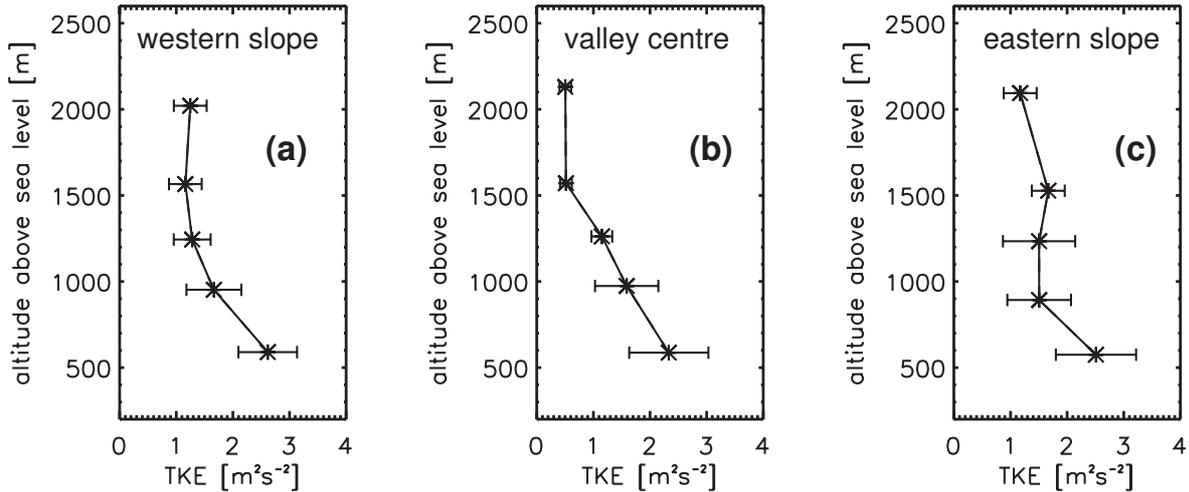 western slope
(a)
altitude above sea level [m]
2500
2000
1500
1000
500
0 1 2 3 4
TKE [m²s⁻²]
valley centre
(b)
altitude above sea level [m]
2500
2000
1500
1000
500
0 1 2 3 4
TKE [m²s⁻²]
eastern slope
(c)
altitude above sea level [m]
2500
2000
1500
1000
500
0 1 2 3 4
TKE [m²s⁻²]